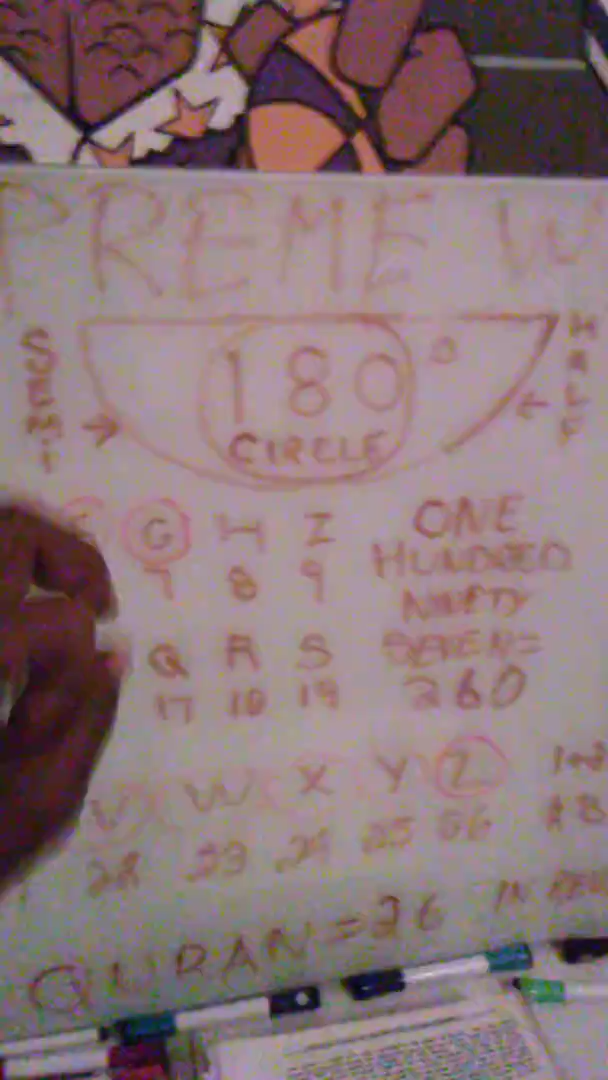 PREME W
SEMI
180°
CIRCLE
HALF
G H I
7 8 9
ONE
HUNDRED
NINETY
SEVEN=
260
Q R S
17 18 19
V W X Y Z
22 23 24 25 26
QURAN=26